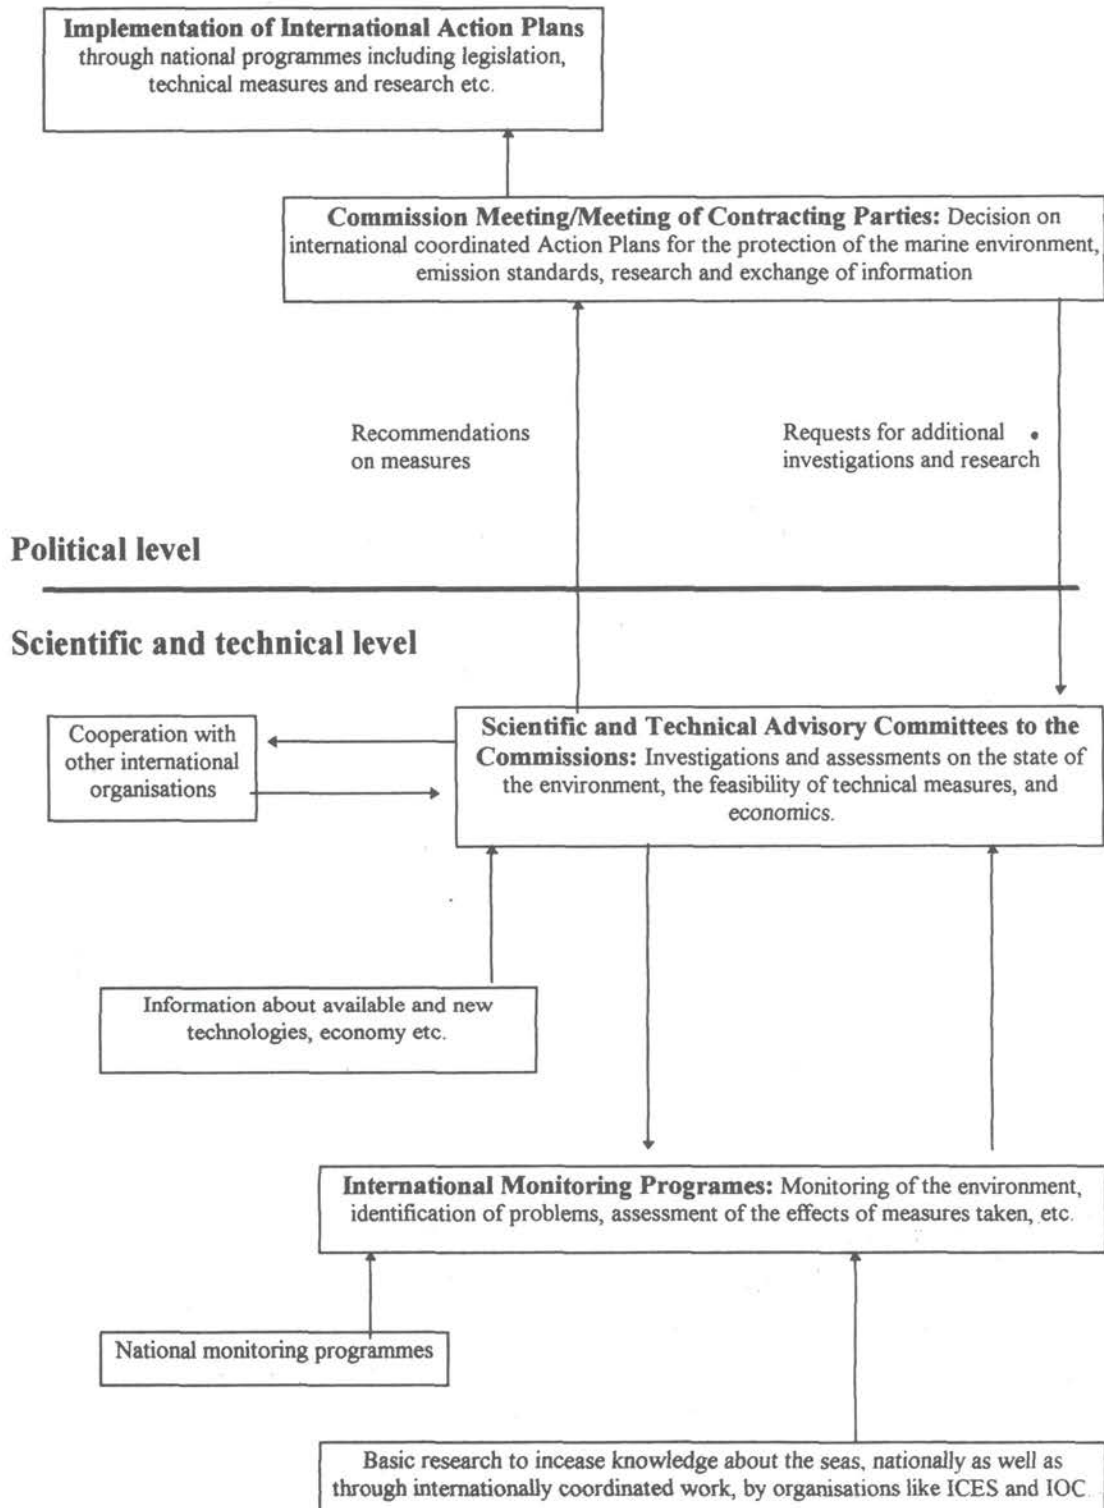 Implementation of International Action Plans
through national programmes including legislation,
technical measures and research etc.
Commission Meeting/Meeting of Contracting Parties: Decision on
international coordinated Action Plans for the protection of the marine environment,
emission standards, research and exchange of information
Recommendations
on measures
Requests for additional
investigations and research
Political level
Scientific and technical level
Cooperation with
other international
organisations
Scientific and Technical Advisory Committees to the
Commissions: Investigations and assessments on the state of
the environment, the feasibility of technical measures, and
economics.
Information about available and new
technologies, economy etc.
International Monitoring Programes: Monitoring of the environment,
identification of problems, assessment of the effects of measures taken, etc.
National monitoring programmes
Basic research to incease knowledge about the seas, nationally as well as
through internationally coordinated work, by organisations like ICES and IOC.